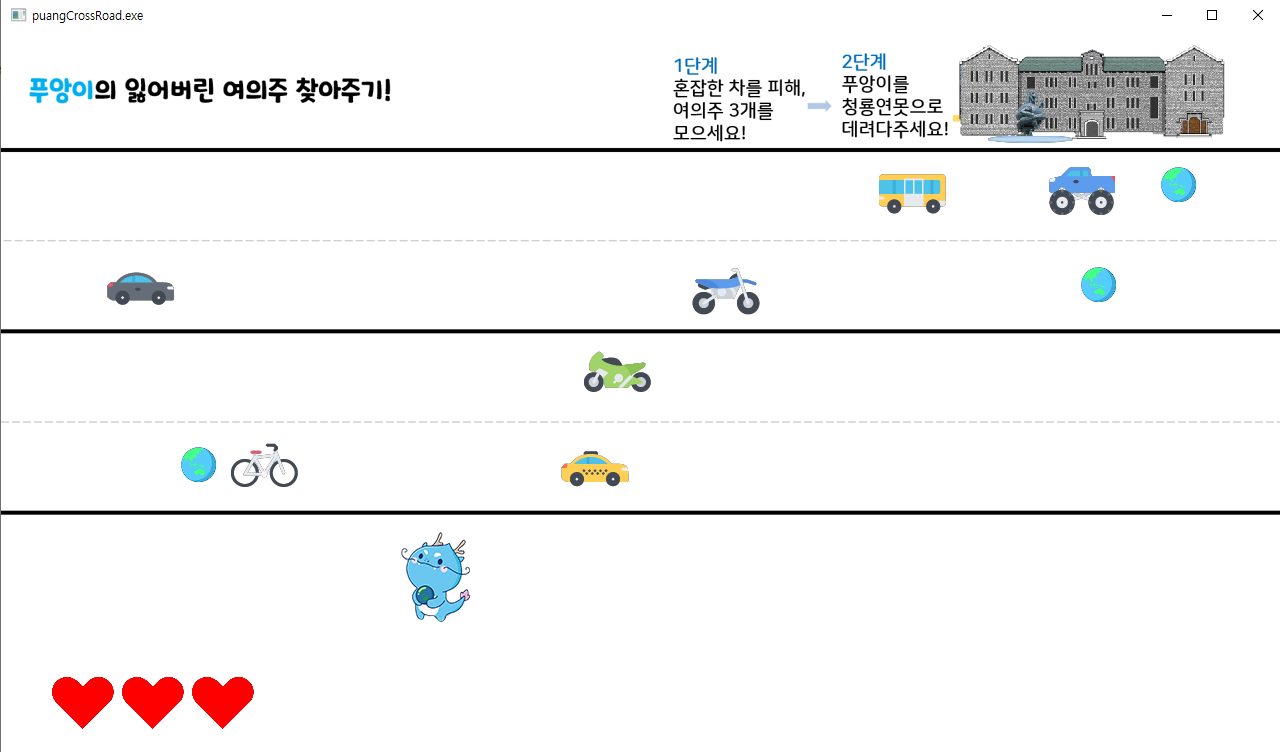 puangCrossRoad.exe
푸앙이의 잃어버린 여의주 찾아주기!
1단계
혼잡한 차를 피해,
여의주 3개를
모으세요!
2단계
푸앙이를
청룡연못으로
데려다주세요!